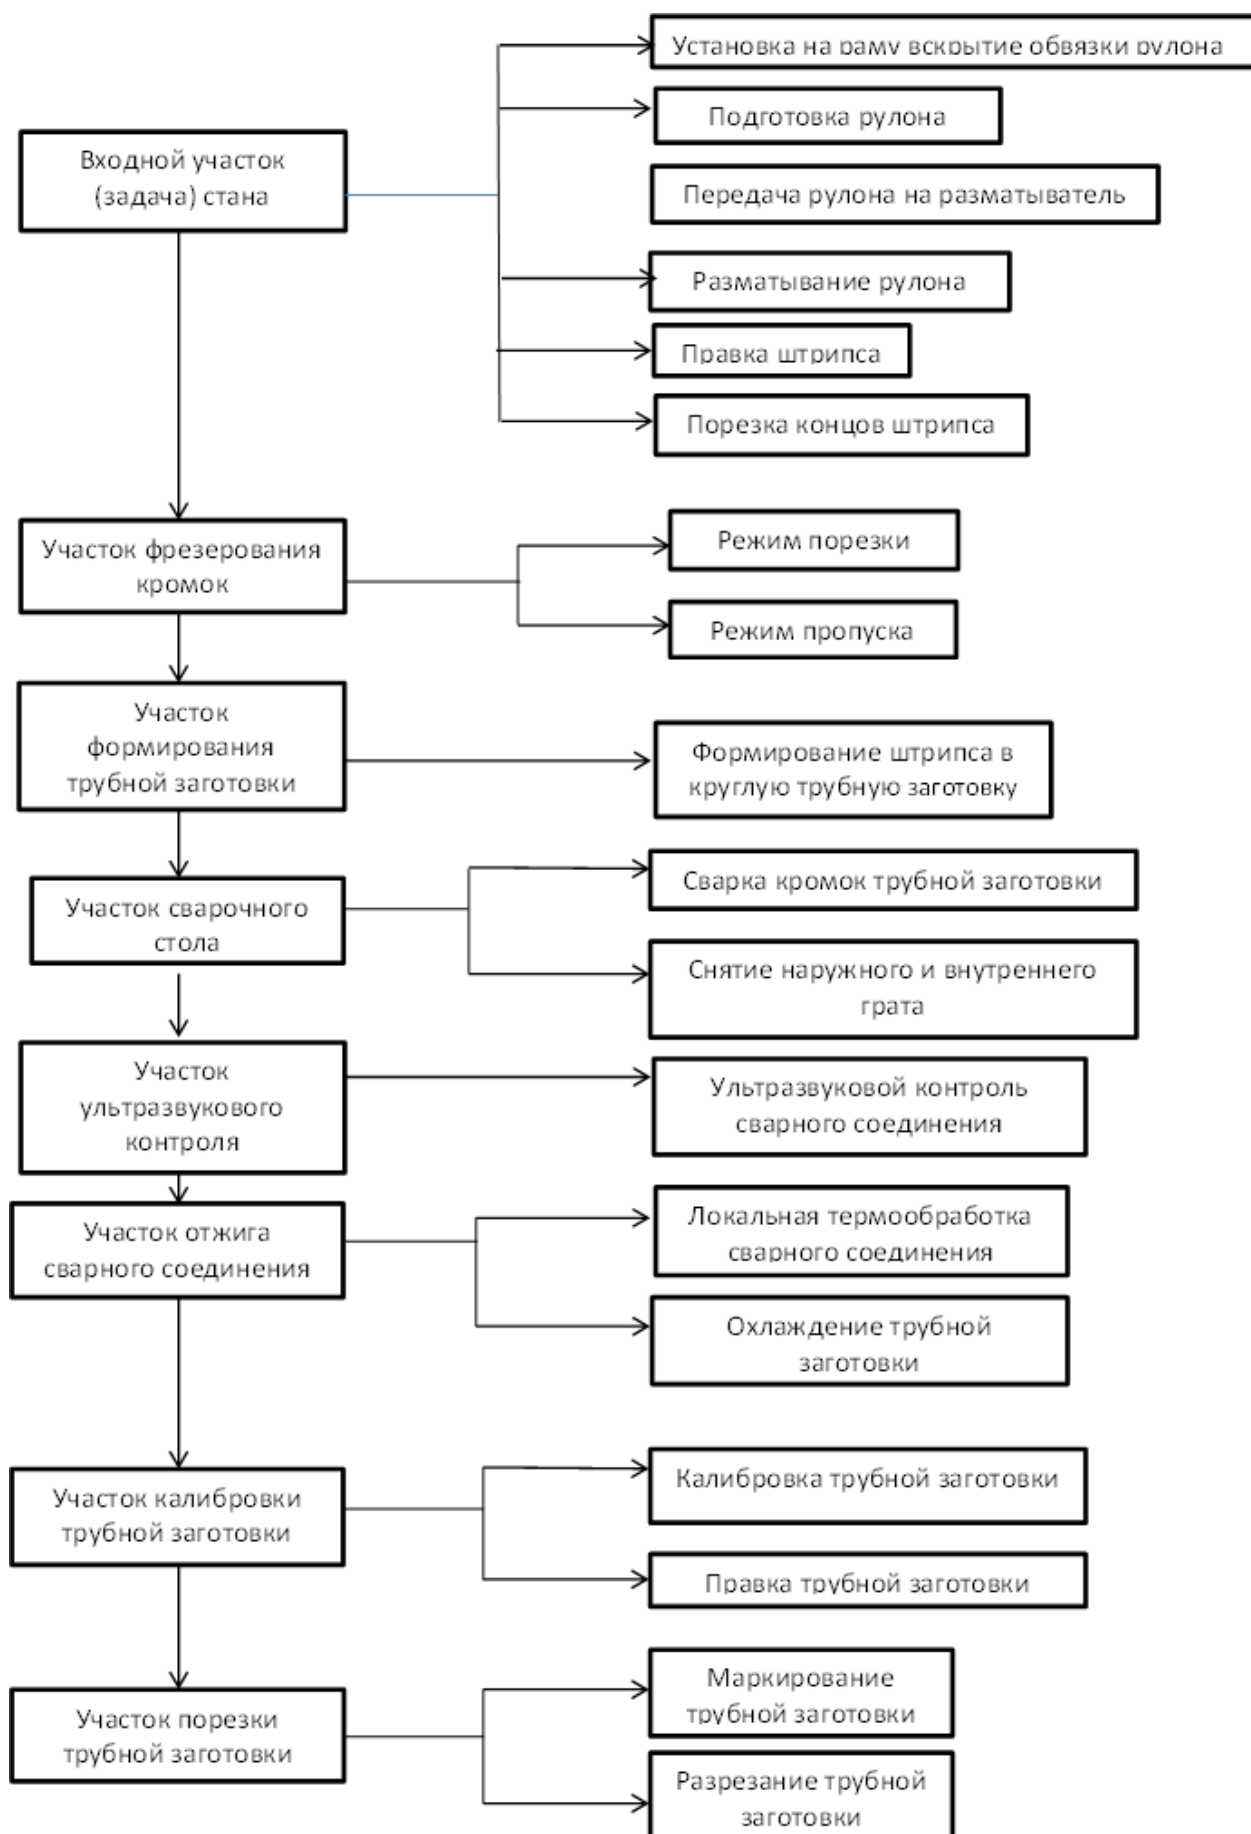 Установка на раму вскрытие обвязки рулона
Подготовка рулона
Входной участок
(задача) стана
Передача рулона на разматыватель
Разматывание рулона
Правка штрипса
Порезка концов штрипса
Участок фрезерования
кромок
Режим порезки
Режим пропуска
Участок
формирования
трубной заготовки
Формирование штрипса в
круглую трубную заготовку
Участок сварочного
стола
Сварка кромок трубной заготовки
Снятие наружного и внутреннего
грата
Участок
ультразвукового
контроля
Ультразвуковой контроль
сварного соединения
Участок отжига
сварного соединения
Локальная термообработка
сварного соединения
Охлаждение трубной
заготовки
Участок калибровки
трубной заготовки
Калибровка трубной заготовки
Правка трубной заготовки
Участок порезки
трубной заготовки
Маркирование
трубной заготовки
Разрезание трубной
заготовки